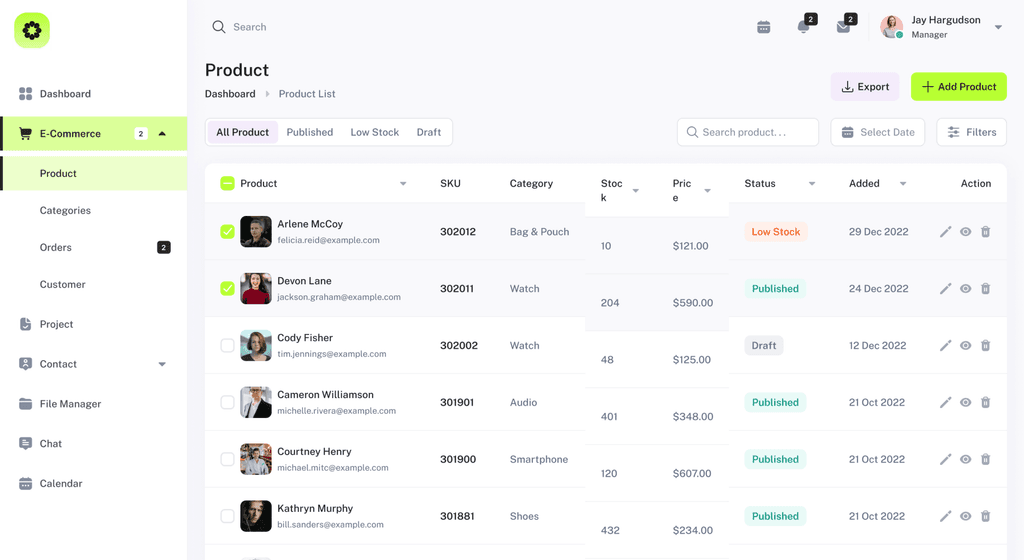 Search
2
2
Jay Hargudson
Manager
Product
Dashboard
Product List
Export
Add Product
Dashboard
E-Commerce
2
Product
Categories
Orders
2
Customer
Project
Contact
File Manager
Chat
Calendar
All Product
Published
Low Stock
Draft
Search product...
Select Date
Filters
Product
SKU
Category
Stoc
k
Pric
e
Status
Added
Action
Arlene McCoy
felicia.reid@example.com
302012
Bag & Pouch
10
$121.00
Low Stock
29 Dec 2022
Devon Lane
jackson.graham@example.com
302011
Watch
204
$590.00
Published
24 Dec 2022
Cody Fisher
tim.jennings@example.com
302002
Watch
48
$125.00
Draft
12 Dec 2022
Cameron Williamson
michelle.rivera@example.com
301901
Audio
401
$348.00
Published
21 Oct 2022
Courtney Henry
michael.mitc@example.com
301900
Smartphone
120
$607.00
Published
21 Oct 2022
Kathryn Murphy
bill.sanders@example.com
301881
Shoes
432
$234.00
Published
21 Oct 2022